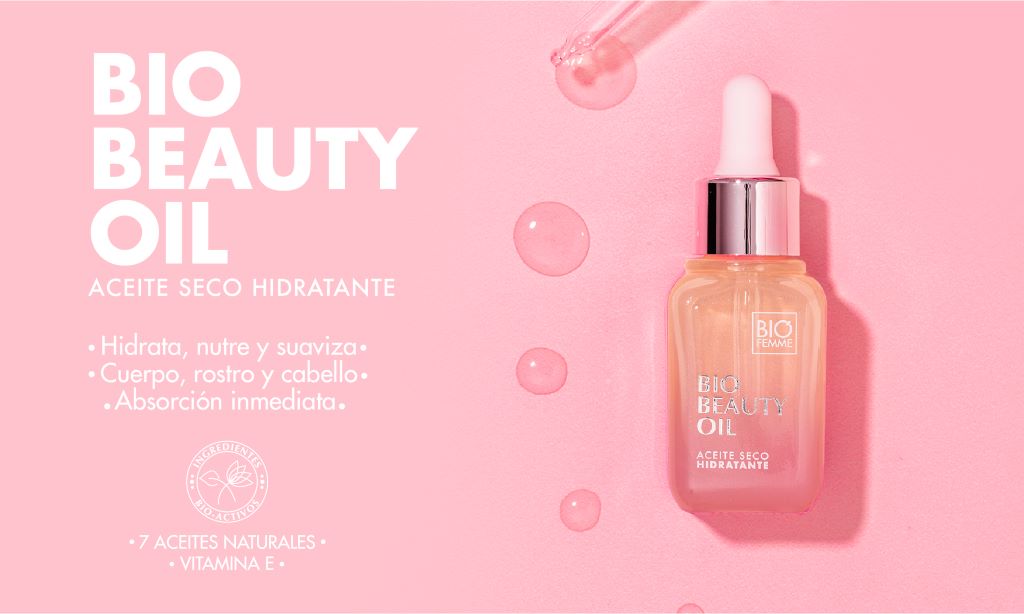 BIO
BEAUTY
OIL
ACEITE SECO HIDRATANTE
• Hidrata, nutre y suaviza •
• Cuerpo, rostro y cabello •
• Absorción inmediata •
INGREDIENTES
BIO-ACTIVOS
• 7 ACEITES NATURALES •
• VITAMINA E •
BIO
FEMME
BIO
BEAUTY
OIL
ACEITE SECO
HIDRATANTE